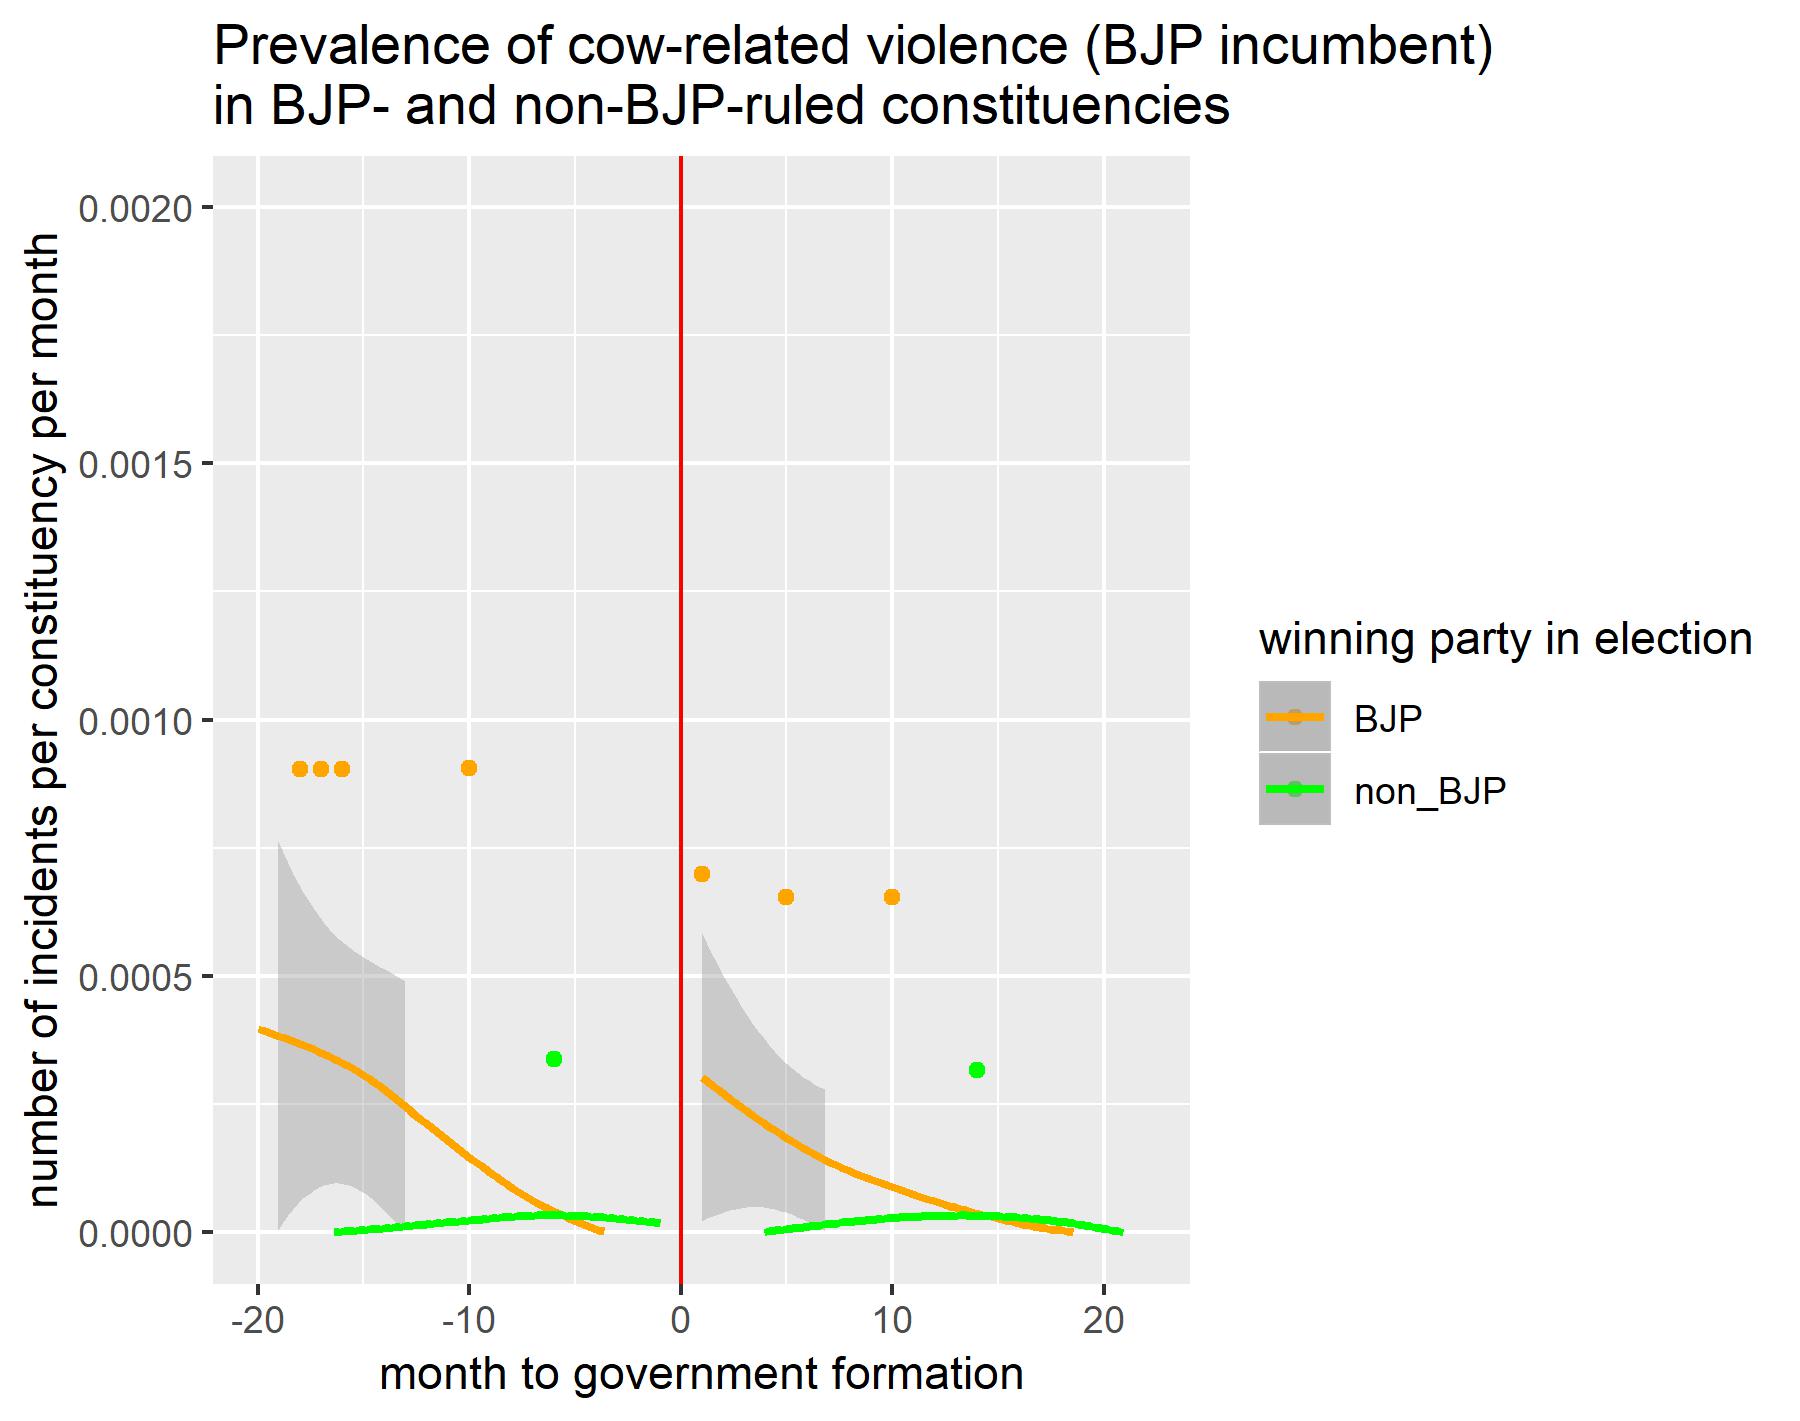 Prevalence of cow-related violence (BJP incumbent)
in BJP- and non-BJP-ruled constituencies
number of incidents per constituency per month
0.0020
0.0015
0.0010
0.0005
0.0000
-20
-10
0
10
20
month to government formation
winning party in election
BJP
non_BJP